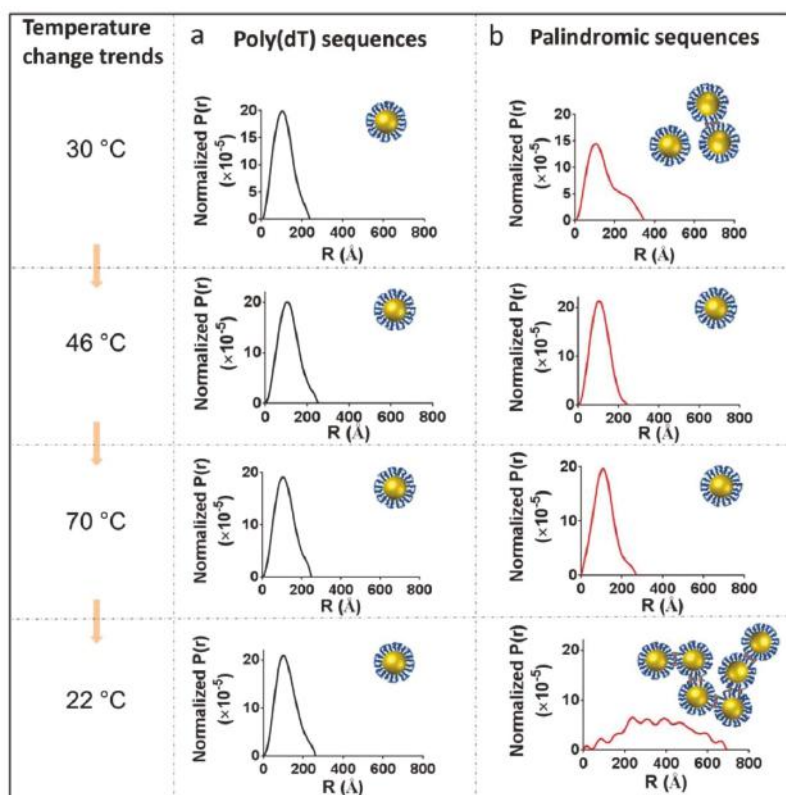 Temperature
change trends
a
Poly(dT) sequences
b
Palindromic sequences
30 °C
Normalized P(r)
(×10⁻⁵)
20
15
10
5
0
0 200 400 600 800
R (Å)
Normalized P(r)
(×10⁻⁵)
20
15
10
5
0
0 200 400 600 800
R (Å)
46 °C
Normalized P(r)
(×10⁻⁵)
20
10
0
0 200 400 600 800
R (Å)
Normalized P(r)
(×10⁻⁵)
20
10
0
0 200 400 600 800
R (Å)
70 °C
Normalized P(r)
(×10⁻⁵)
20
10
0
0 200 400 600 800
R (Å)
Normalized P(r)
(×10⁻⁵)
20
10
0
0 200 400 600 800
R (Å)
22 °C
Normalized P(r)
(×10⁻⁵)
20
10
0
0 200 400 600 800
R (Å)
Normalized P(r)
(×10⁻⁵)
20
10
0
0 200 400 600 800
R (Å)